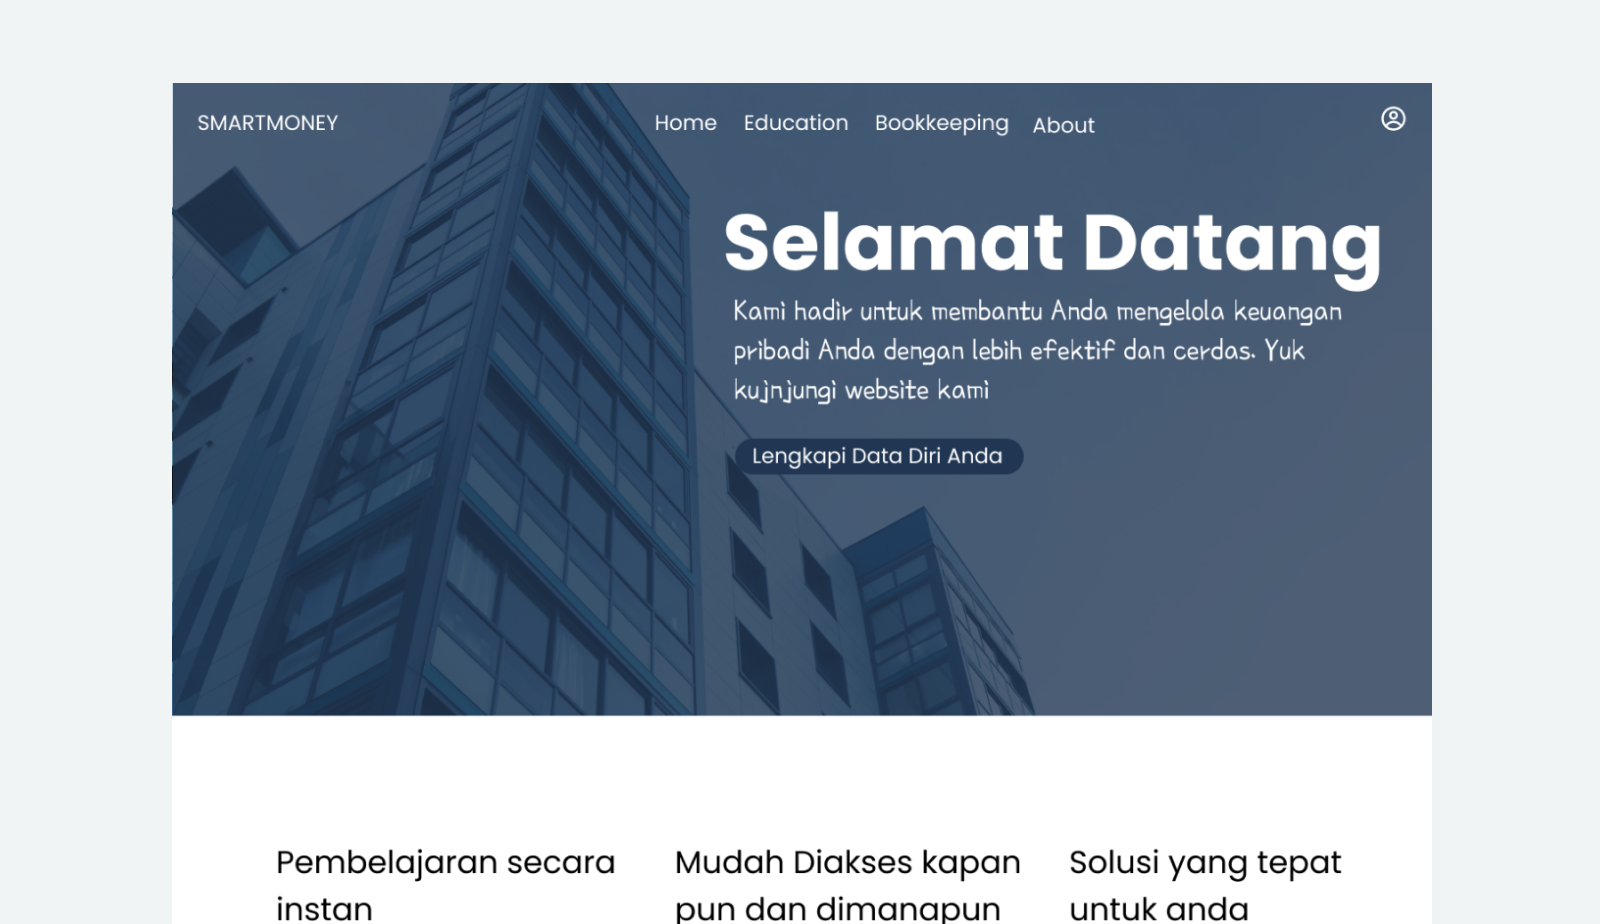 SMARTMONEY
Home Education Bookkeeping About
Selamat Datang
Kami hadir untuk membantu Anda mengelola keuangan
pribadi Anda dengan lebih efektif dan cerdas. Yuk
kujnjungi website kami
Lengkapi Data Diri Anda
Pembelajaran secara
instan
Mudah Diakses kapan
pun dan dimanapun
Solusi yang tepat
untuk anda